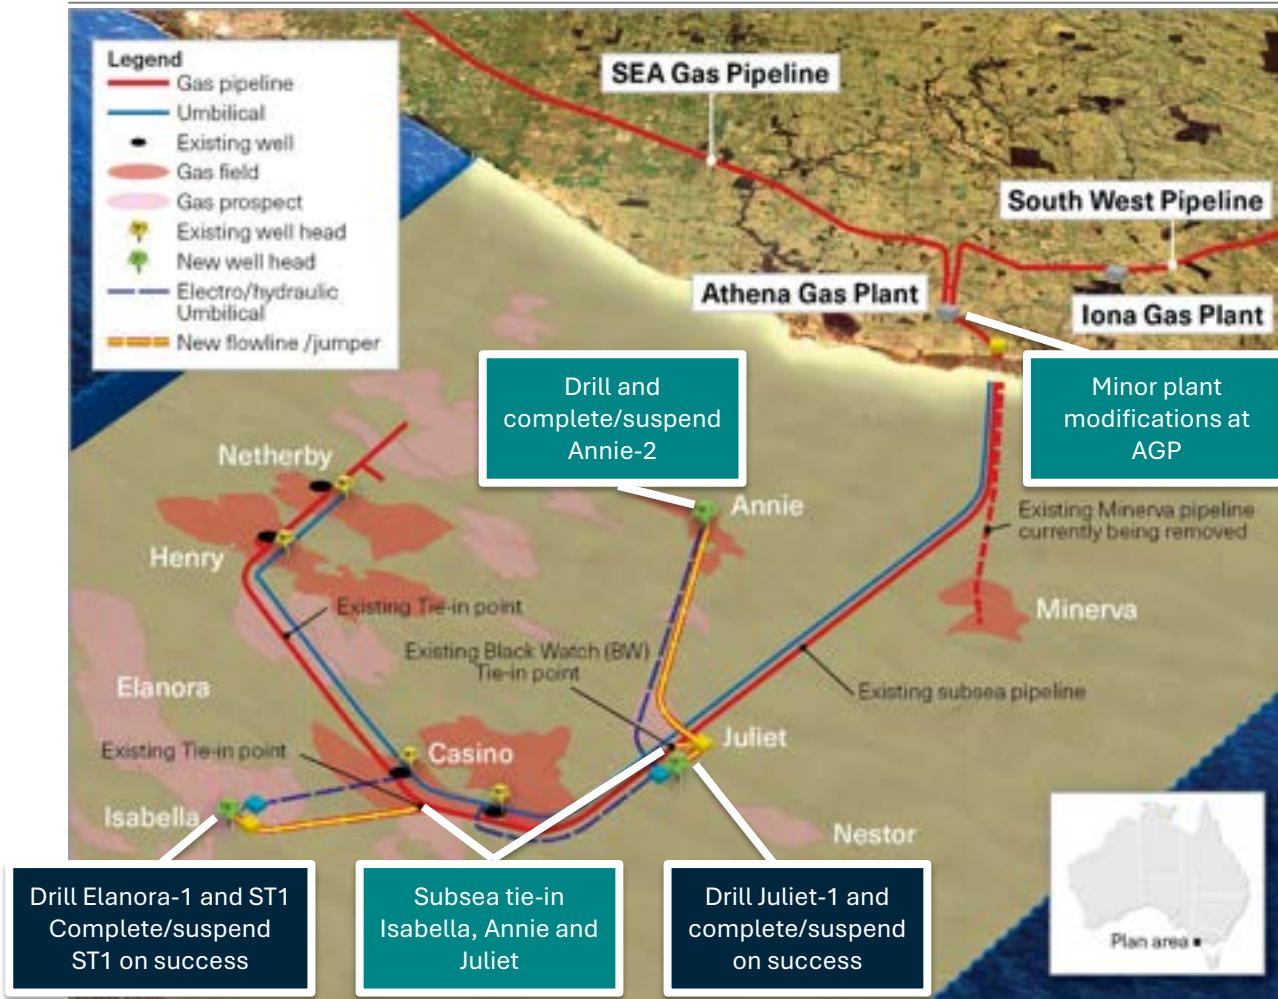 Legend
Gas pipeline
Umbilical
Existing well
Gas field
Gas prospect
Existing well head
New well head
Electro/hydraulic
Umbilical
New flowline /jumper
SEA Gas Pipeline
South West Pipeline
Athena Gas Plant
Iona Gas Plant
Drill and
complete/suspend
Annie-2
Minor plant
modifications at
AGP
Netherby
Annie
Existing Minerva pipeline
currently being removed
Henry
Existing Tie-in point
Minerva
Existing Black Watch (BW)
Tie-in point
Elanora
Existing subsea pipeline
Juliet
Existing Tie-in point
Casino
Isabella
Nestor
Drill Elanora-1 and ST1
Complete/suspend
ST1 on success
Subsea tie-in
Isabella, Annie and
Juliet
Drill Juliet-1 and
complete/suspend
on success
Plan area